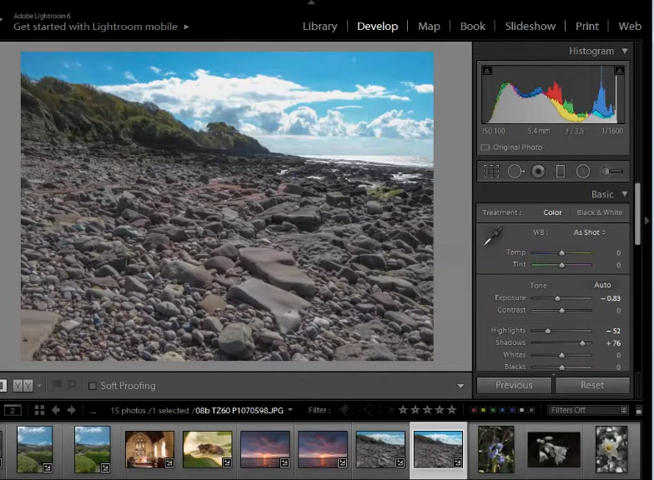 Adobe Lightroom 6
Get started with Lightroom mobile
Library | Develop | Map | Book | Slideshow | Print | Web
Histogram
ISO 100 5.4 mm f / 3.5 1/1600
Original Photo
Basic
Treatment : Color Black & White
WB : As Shot
Temp 0
Tint 0
Tone Auto
Exposure - 0.83
Contrast 0
Highlights - 52
Shadows + 76
Whites 0
Blacks
Previous Reset
Y Y Soft Proofing
2 15 photos / 1 selected / 08b TZ60 P1070598.JPG Filter : Filters Off